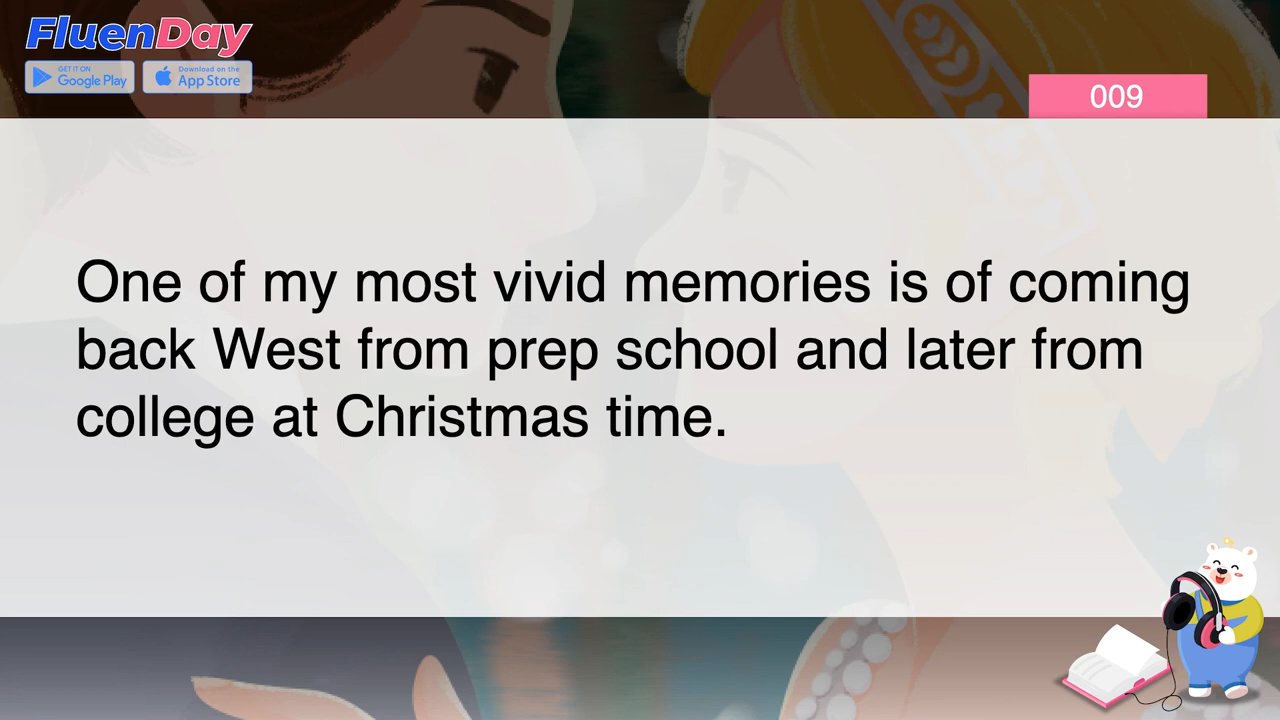 FluenDay
GET IT ON
Google Play
Download on the
App Store
009
One of my most vivid memories is of coming
back West from prep school and later from
college at Christmas time.